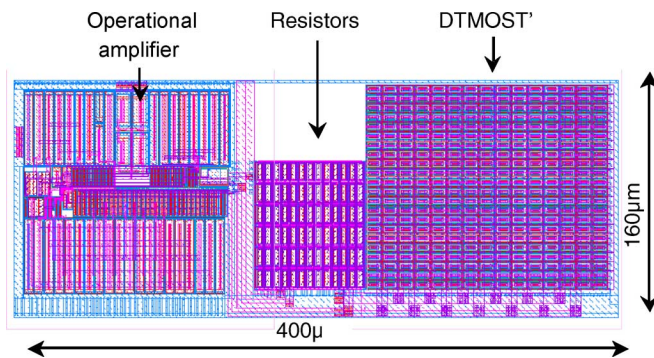 Operational
amplifier
Resistors
DTMOST'
160μm
400μ